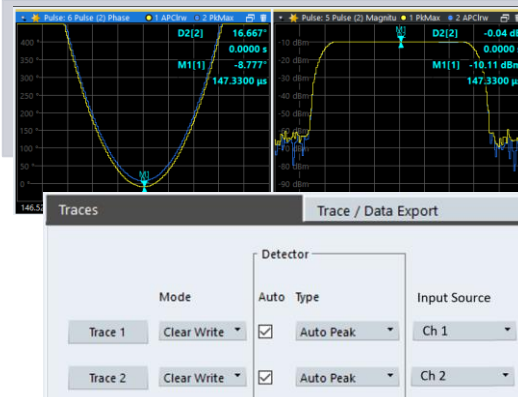 6 Pulse: 6 Pulse (2) Phase 1 APClrw 2 PkMax
D2[2] 16.667°
0.0000 s
M1[1] -8.777°
147.3300 µs
400 °
350 °
300 °
250 °
200 °
150 °
100 °
50 °
0 °
M1
146.52
Pulse: 5 Pulse (2) Magnitu 1 PkMax 2 APClrw
D2[2] -0.04 dB
0.0000
M1[1] -10.11 dBm
147.3300 µs
M1
-10 dBm
-20 dBm
-30 dBm
-40 dBm
-50 dBm
-80 dBm
-90 dBm
Traces
Trace / Data Export
Detector
Mode Auto Type Input Source
Trace 1 Clear Write Auto Peak Ch 1
Trace 2 Clear Write Auto Peak Ch 2